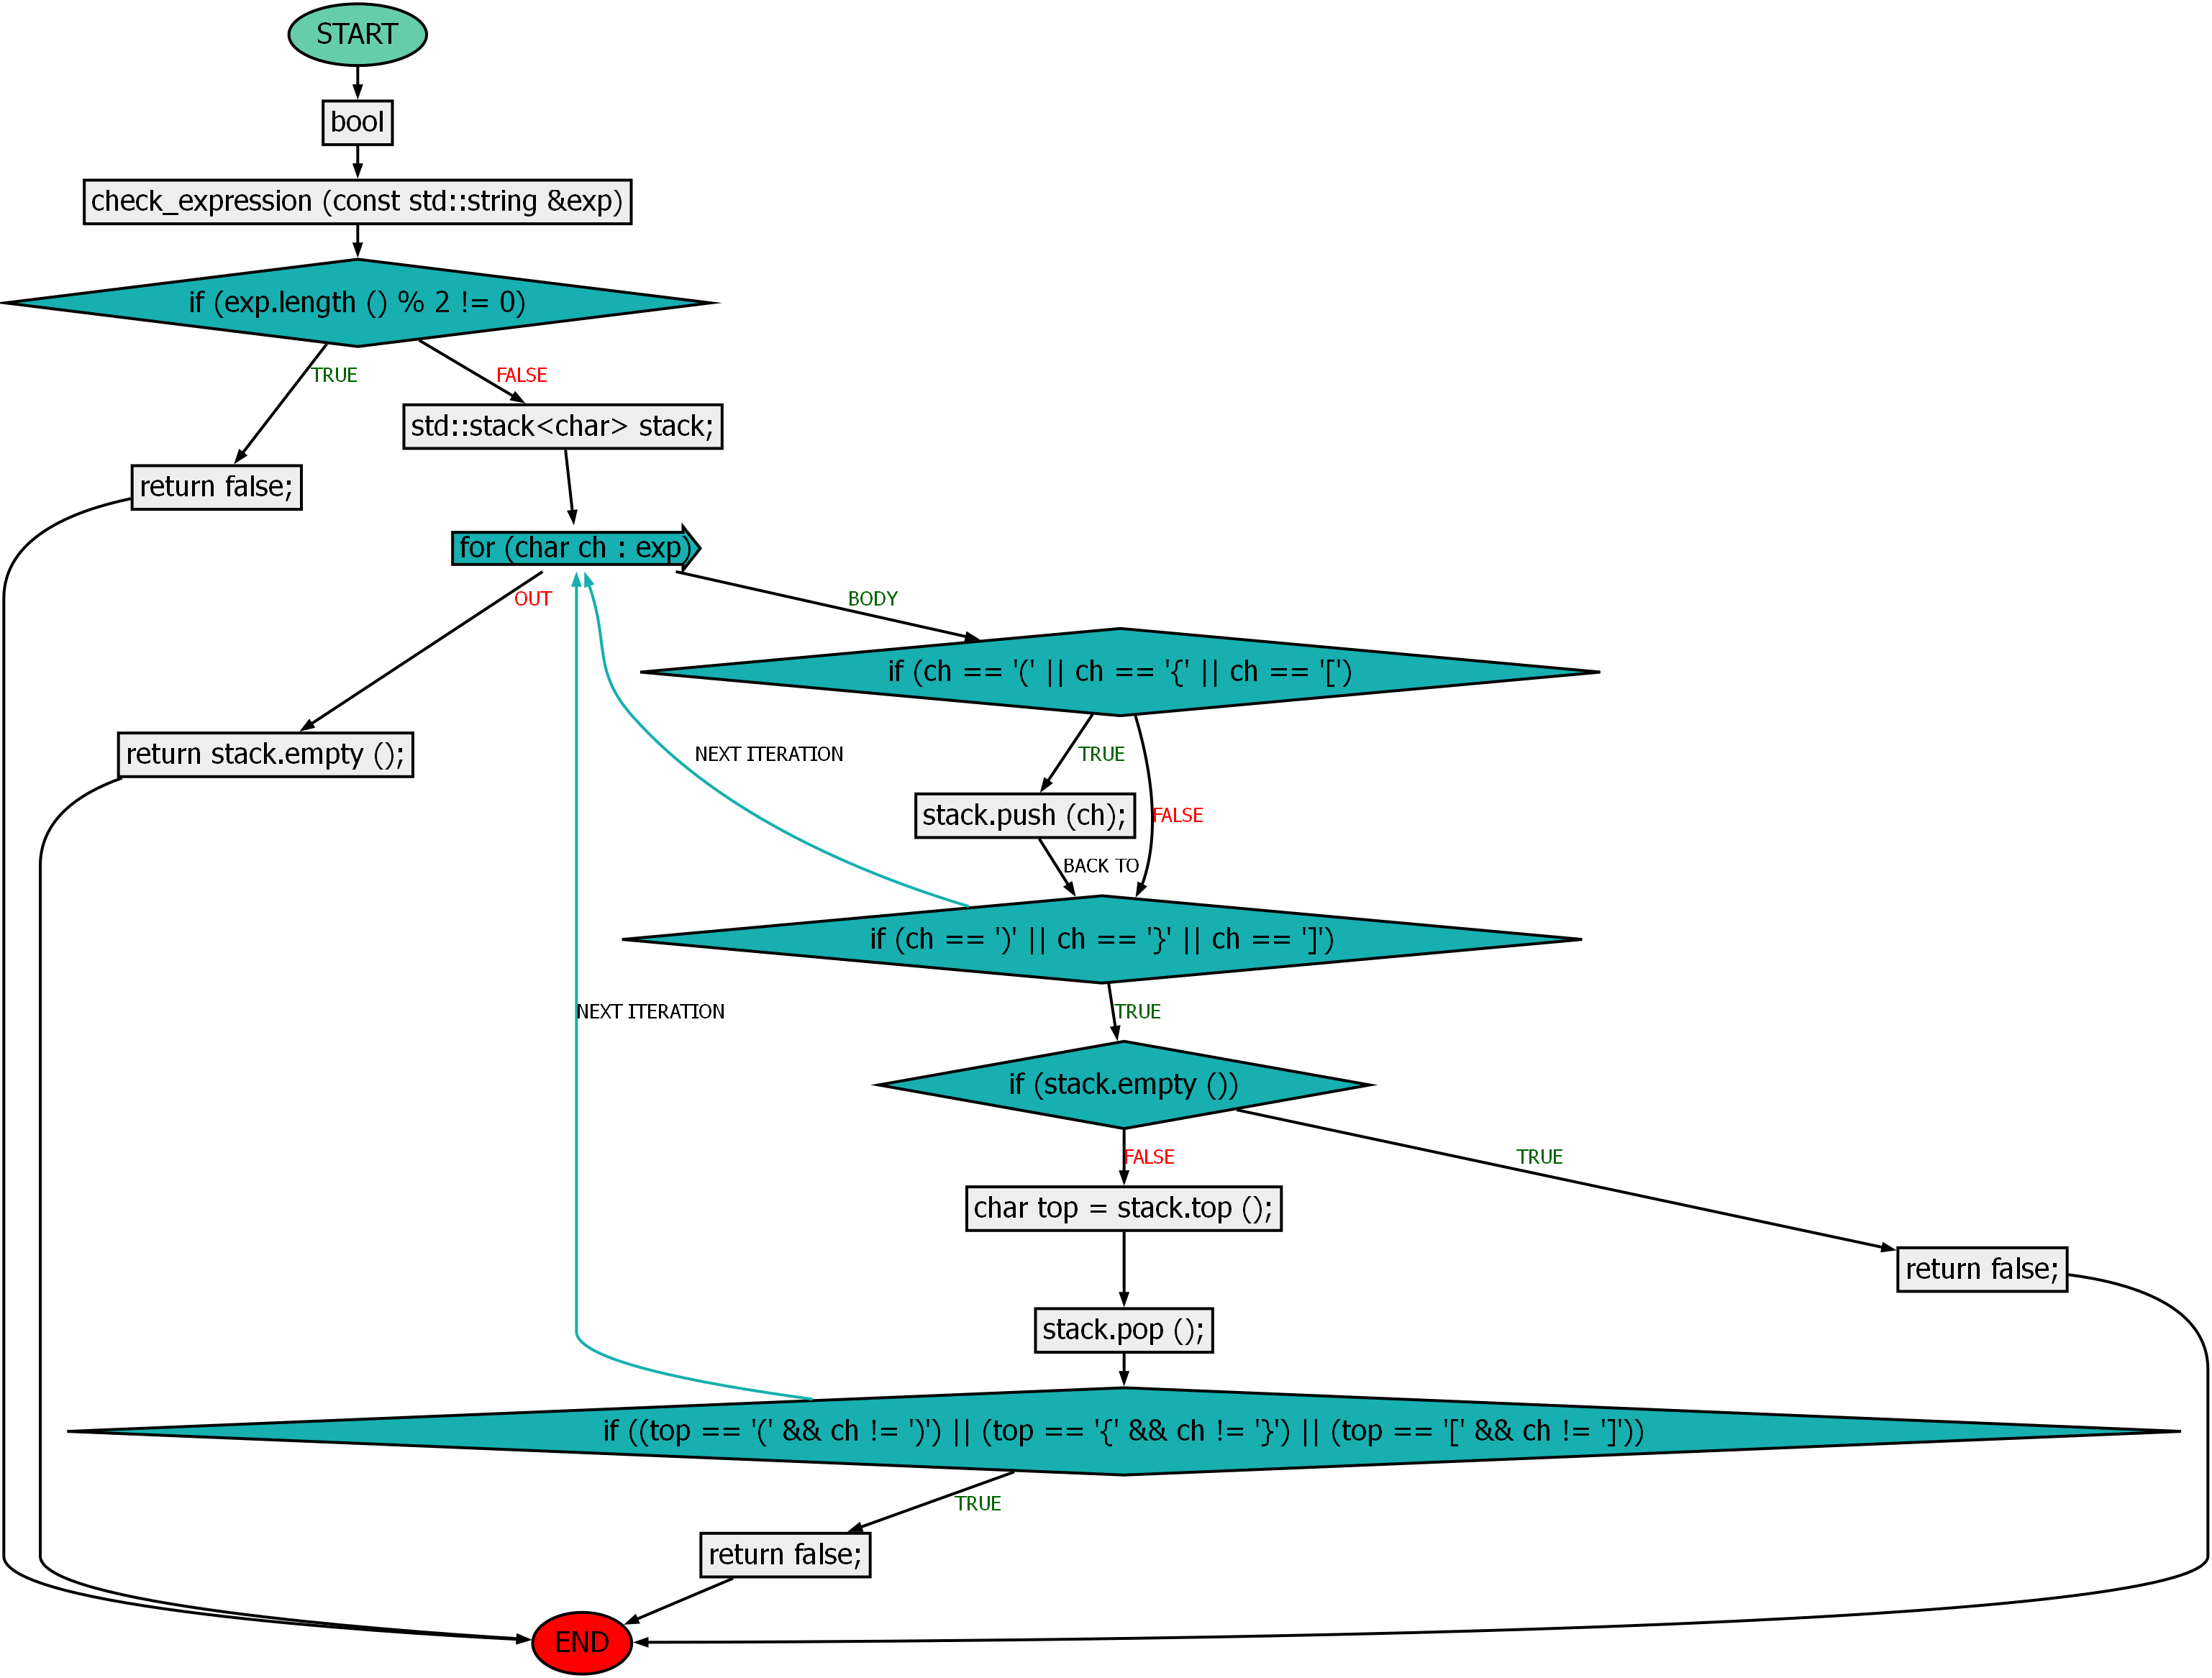 START
bool
check_expression (const std::string &exp)
if (exp.length () % 2 != 0)
TRUE
FALSE
std::stack<char> stack;
return false;
for (char ch : exp)
OUT
BODY
if (ch == '(' || ch == '{' || ch == '[')
return stack.empty ();
NEXT ITERATION
TRUE
stack.push (ch);
FALSE
BACK TO
if (ch == ')' || ch == '}' || ch == ']')
NEXT ITERATION
TRUE
if (stack.empty ())
FALSE
TRUE
char top = stack.top ();
return false;
stack.pop ();
if ((top == '(' && ch != ')') || (top == '{' && ch != '}') || (top == '[' && ch != ']'))
TRUE
return false;
END